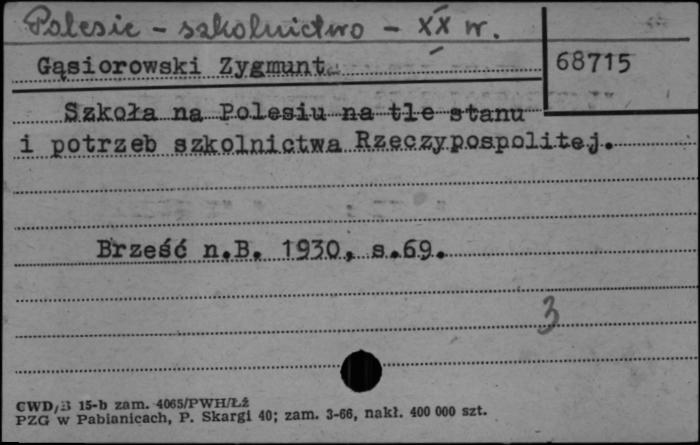 Polesie - szkolnictwo - XX w.
Gąsiorowski Zygmunt
68715
Szkoła na Polesiu na tle stanu
i potrzeb szkolnictwa Rzeczypospolitej.
Brześć n.B. 1930, s.69.
3
CWD/B 15-b zam. 4065/PWH/Łż
PZG w Pabianicach, P. Skargi 40; zam. 3-66, nakł. 400 000 szt.